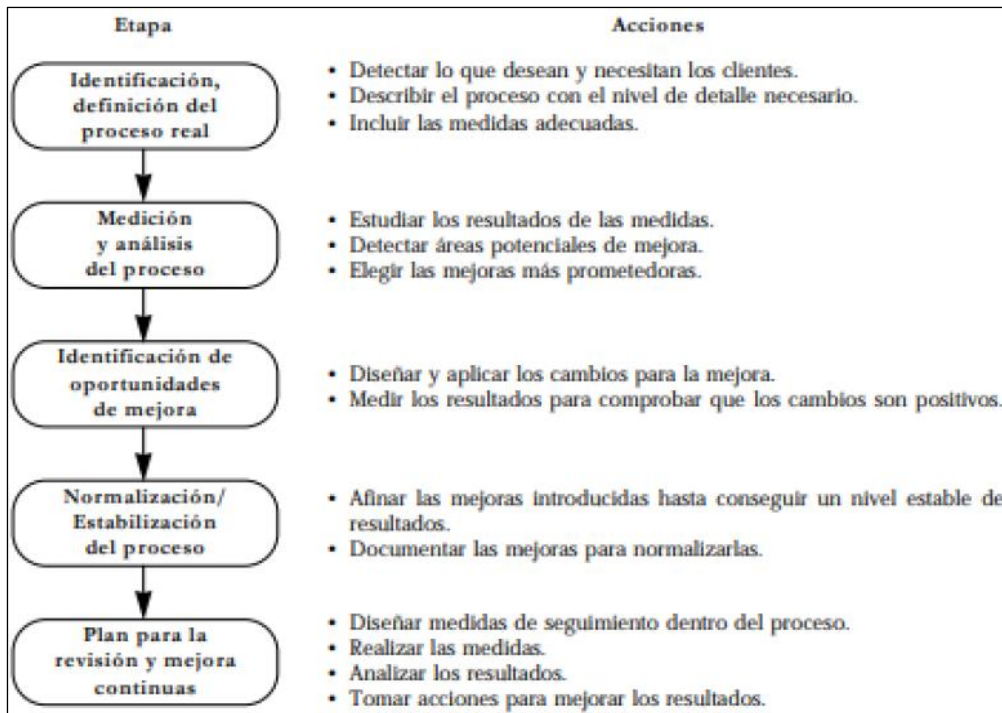 Etapa
Acciones
Identificación,
definición del
proceso real
• Detectar lo que desean y necesitan los clientes.
• Describir el proceso con el nivel de detalle necesario.
• Incluir las medidas adecuadas.
Medición
y análisis
del proceso
• Estudiar los resultados de las medidas.
• Detectar áreas potenciales de mejora.
• Elegir las mejoras más prometedoras.
Identificación de
oportunidades
de mejora
• Diseñar y aplicar los cambios para la mejora.
• Medir los resultados para comprobar que los cambios son positivos.
Normalización/
Estabilización
del proceso
• Afinar las mejoras introducidas hasta conseguir un nivel estable de
resultados.
• Documentar las mejoras para normalizarlas.
Plan para la
revisión y mejora
continuas
• Diseñar medidas de seguimiento dentro del proceso.
• Realizar las medidas.
• Analizar los resultados.
• Tomar acciones para mejorar los resultados.